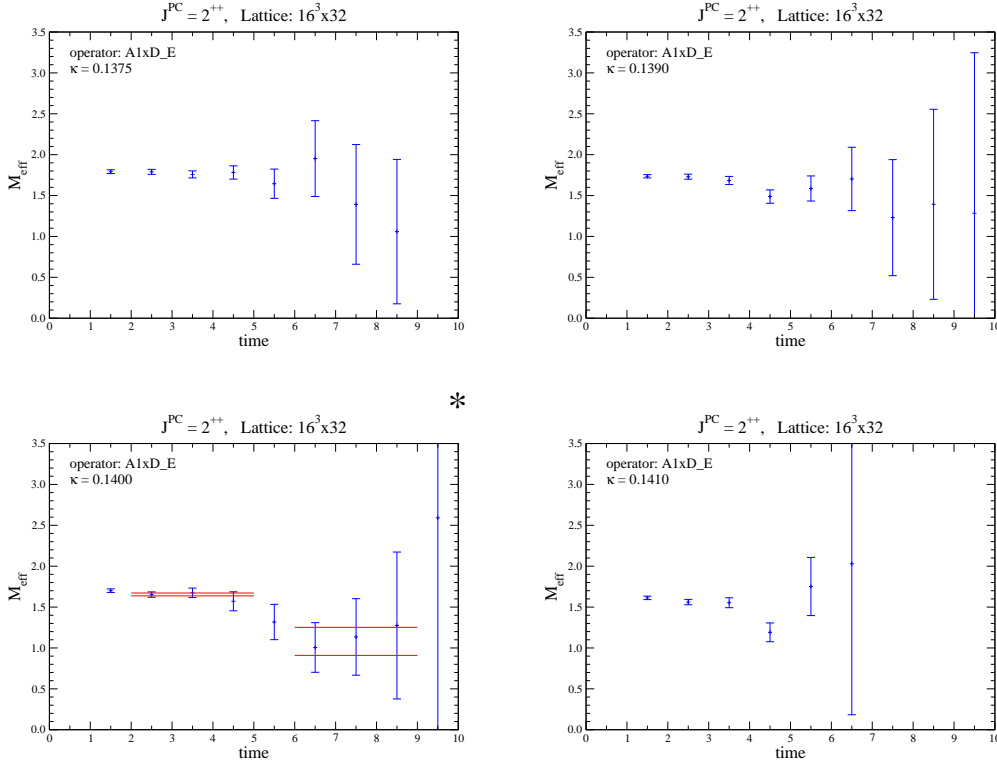 J^PC = 2^++, Lattice: 16^3x32
operator: A1xD_E
κ = 0.1375
M_eff
3.5
3.0
2.5
2.0
1.5
1.0
0.5
0.0
0 1 2 3 4 5 6 7 8 9 10
time
J^PC = 2^++, Lattice: 16^3x32
operator: A1xD_E
κ = 0.1390
M_eff
3.5
3.0
2.5
2.0
1.5
1.0
0.5
0.0
0 1 2 3 4 5 6 7 8 9 10
time
*
J^PC = 2^++, Lattice: 16^3x32
operator: A1xD_E
κ = 0.1400
M_eff
3.5
3.0
2.5
2.0
1.5
1.0
0.5
0.0
0 1 2 3 4 5 6 7 8 9 10
time
J^PC = 2^++, Lattice: 16^3x32
operator: A1xD_E
κ = 0.1410
M_eff
3.5
3.0
2.5
2.0
1.5
1.0
0.5
0.0
0 1 2 3 4 5 6 7 8 9 10
time